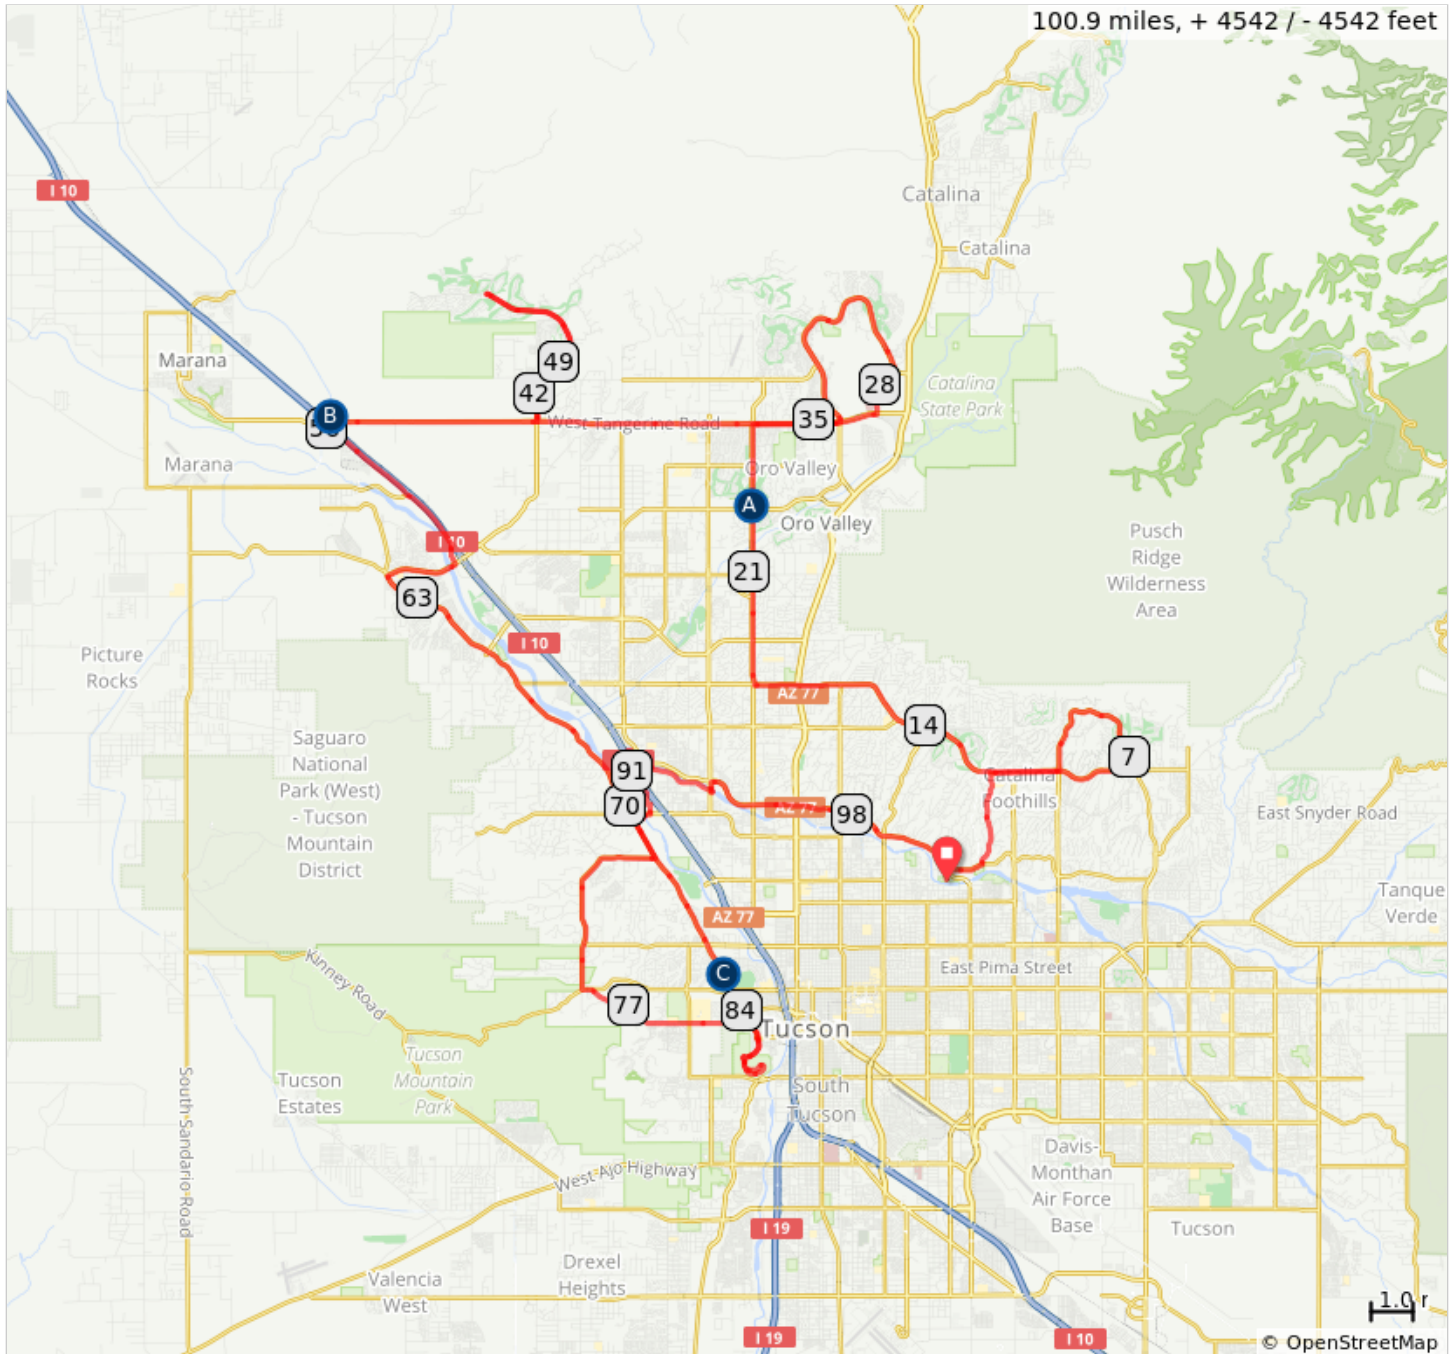 100.9 miles, + 4542 / - 4542 feet
I 10
Catalina
Catalina
49
42
28
35
Marana
B
West Tangerine Road
Catalina
State Park
Marana
Oro Valley
A
Oro Valley
Pusch
Ridge
Wilderness
Area
21
63
I 10
Picture
Rocks
AZ 77
14
7
Saguaro
National
Park (West)
- Tucson
Mountain
District
91
70
Catalina
Foothills
AZ 77
98
East Snyder Road
Tanque
Verde
AZ 77
Kinney Road
C
East Pima Street
77
84
Tucson
Tucson
Mountain
Park
Tucson
Estates
South
Tucson
South Sandario Road
West Ajo Highway
Davis-
Monthan
Air Force
Base
I 19
Tucson
Drexel
Heights
Valencia
West
1.0
I 19
I 10
© OpenStreetMap